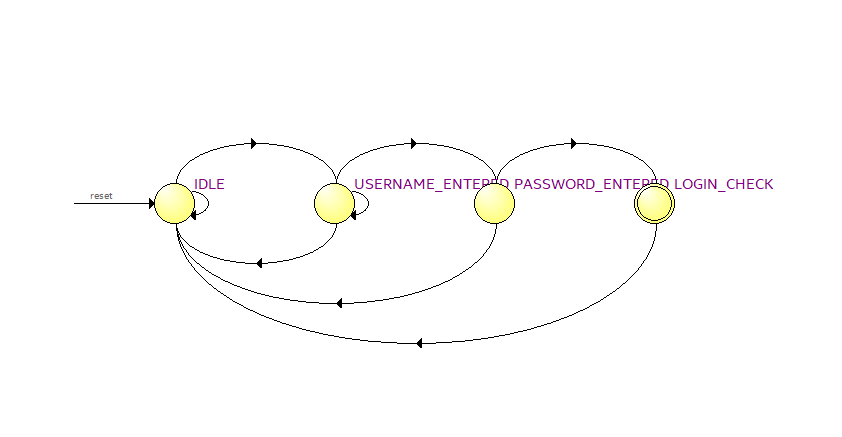 IDLE USERNAME_ENTERED PASSWORD_ENTERED LOGIN_CHECK
reset